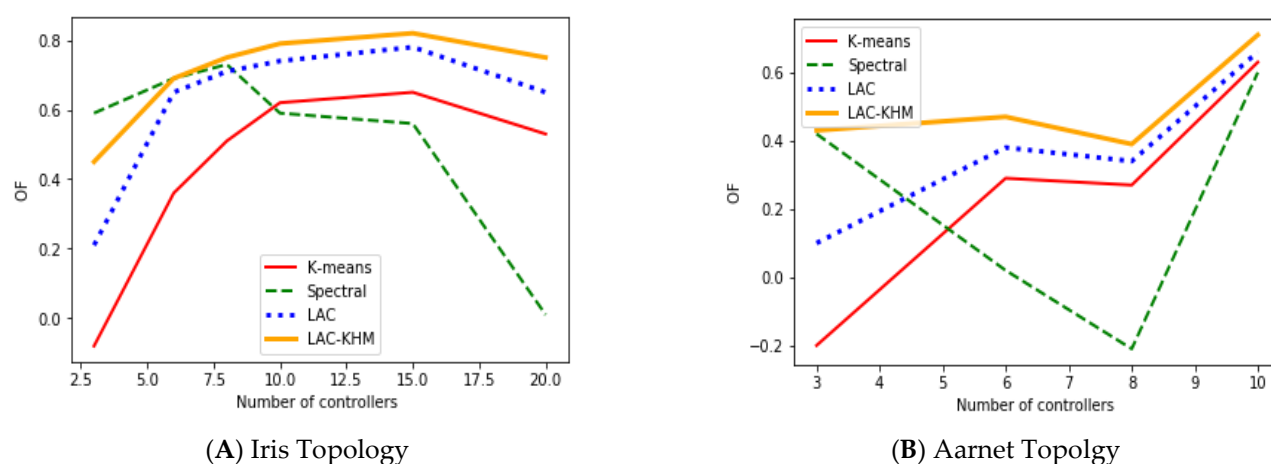 0.8
0.6
0.4
0.2
0.0
OF
K-means
Spectral
LAC
LAC-KHM
2.5 5.0 7.5 10.0 12.5 15.0 17.5 20.0
Number of controllers
(A) Iris Topology
K-means
Spectral
LAC
LAC-KHM
0.6
0.4
0.2
0.0
−0.2
OF
3 4 5 6 7 8 9 10
Number of controllers
(B) Aarnet Topolgy